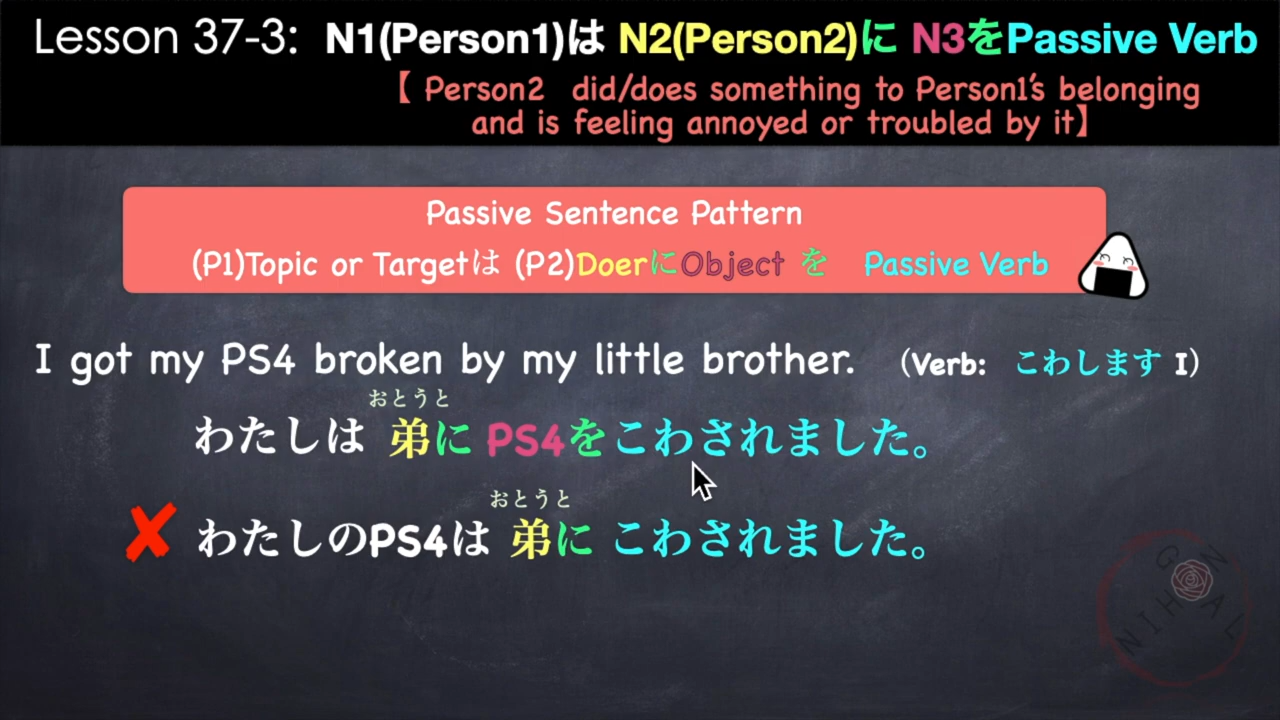 Lesson 37-3: N1(Person1)は N2(Person2)に N3をPassive Verb
【 Person2 did/does something to Person1's belonging
and is feeling annoyed or troubled by it】
Passive Sentence Pattern
(P1)Topic or Targetは (P2)DoerにObject を Passive Verb
I got my PS4 broken by my little brother. (Verb: こわします I)
おとうと
わたしは 弟に PS4をこわされました。
おとうと
✘ わたしのPS4は 弟に こわされました。
NIHONGOAL